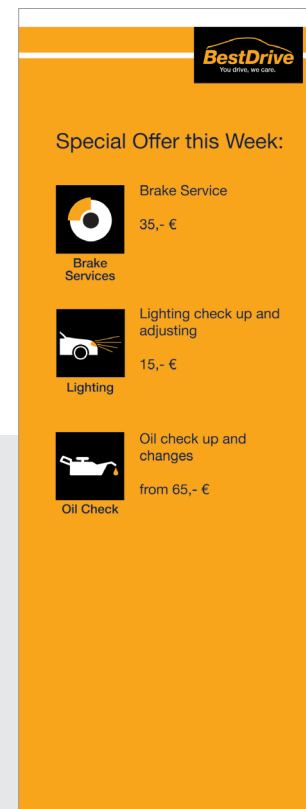 BestDrive
You drive, we care.
Special Offer this Week:
Brake Service
35,- €
Brake
Services
Lighting check up and
adjusting
15,- €
Lighting
Oil check up and
changes
from 65,- €
Oil Check